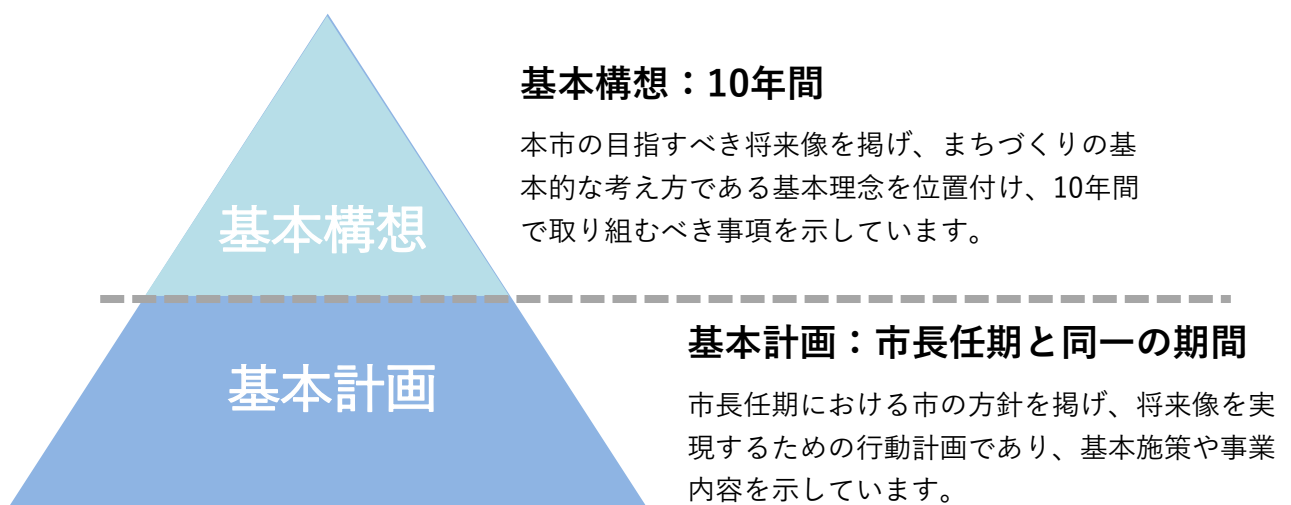 基本構想：10年間
本市の目指すべき将来像を掲げ、まちづくりの基
本的な考え方である基本理念を位置付け、10年間
で取り組むべき事項を示しています。
基本構想
基本計画：市長任期と同一の期間
基本計画
市長任期における市の方針を掲げ、将来像を実
現するための行動計画であり、基本施策や事業
内容を示しています。